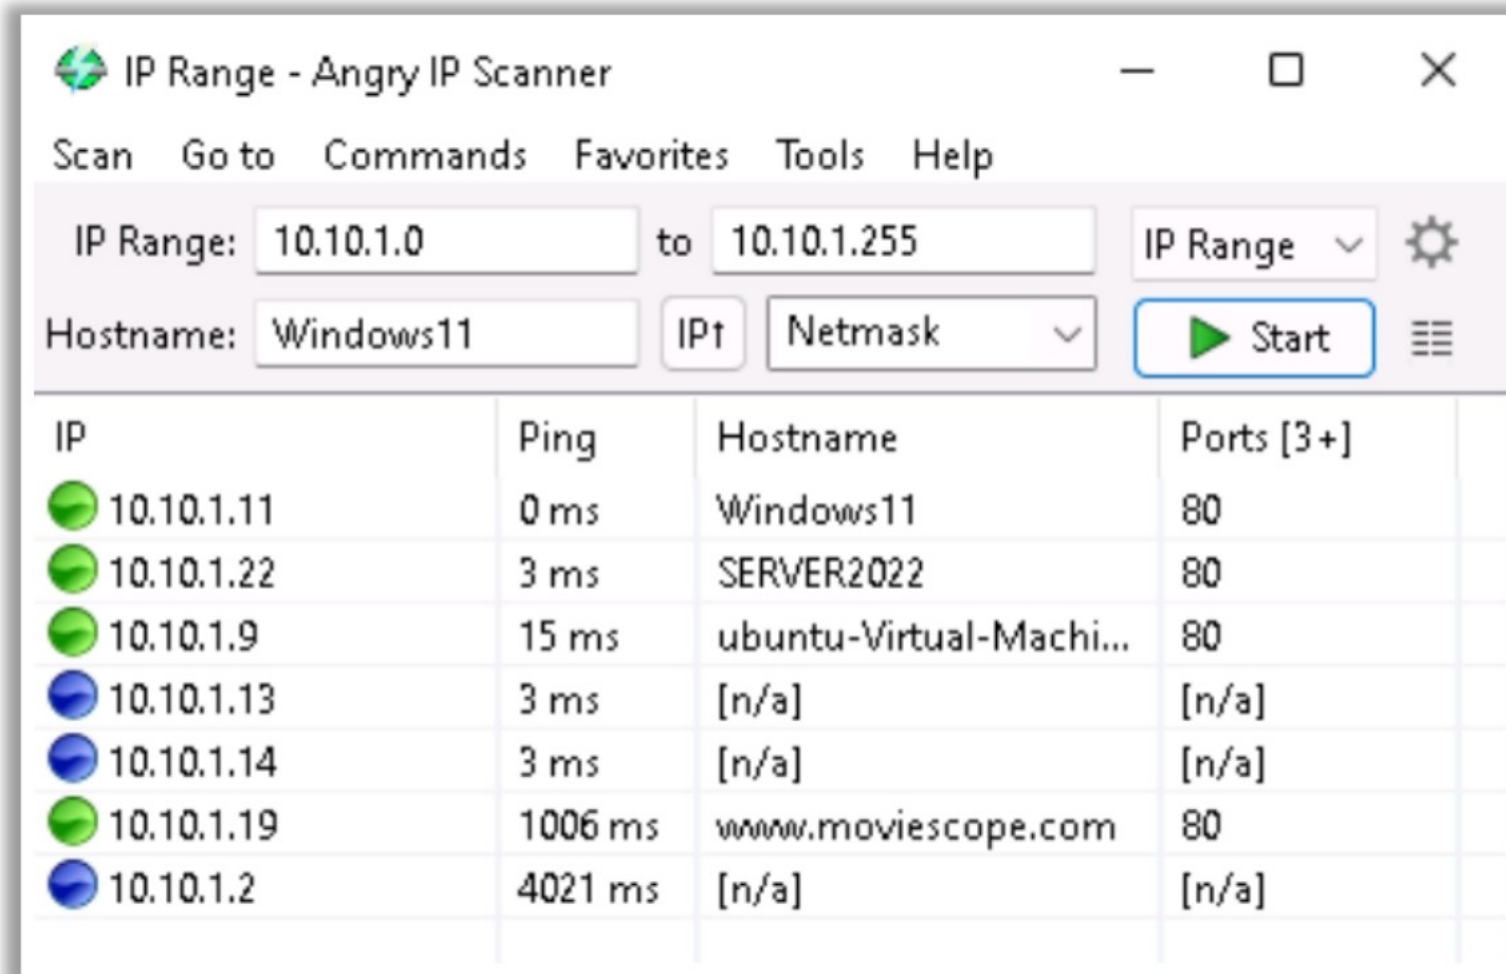 IP Range - Angry IP Scanner
Scan Go to Commands Favorites Tools Help
IP Range: 10.10.1.0 to 10.10.1.255 IP Range
Hostname: Windows11 IP↑ Netmask Start
IP Ping Hostname Ports [3+]
10.10.1.11 0 ms Windows11 80
10.10.1.22 3 ms SERVER2022 80
10.10.1.9 15 ms ubuntu-Virtual-Machi... 80
10.10.1.13 3 ms [n/a] [n/a]
10.10.1.14 3 ms [n/a] [n/a]
10.10.1.19 1006 ms www.moviescope.com 80
10.10.1.2 4021 ms [n/a] [n/a]